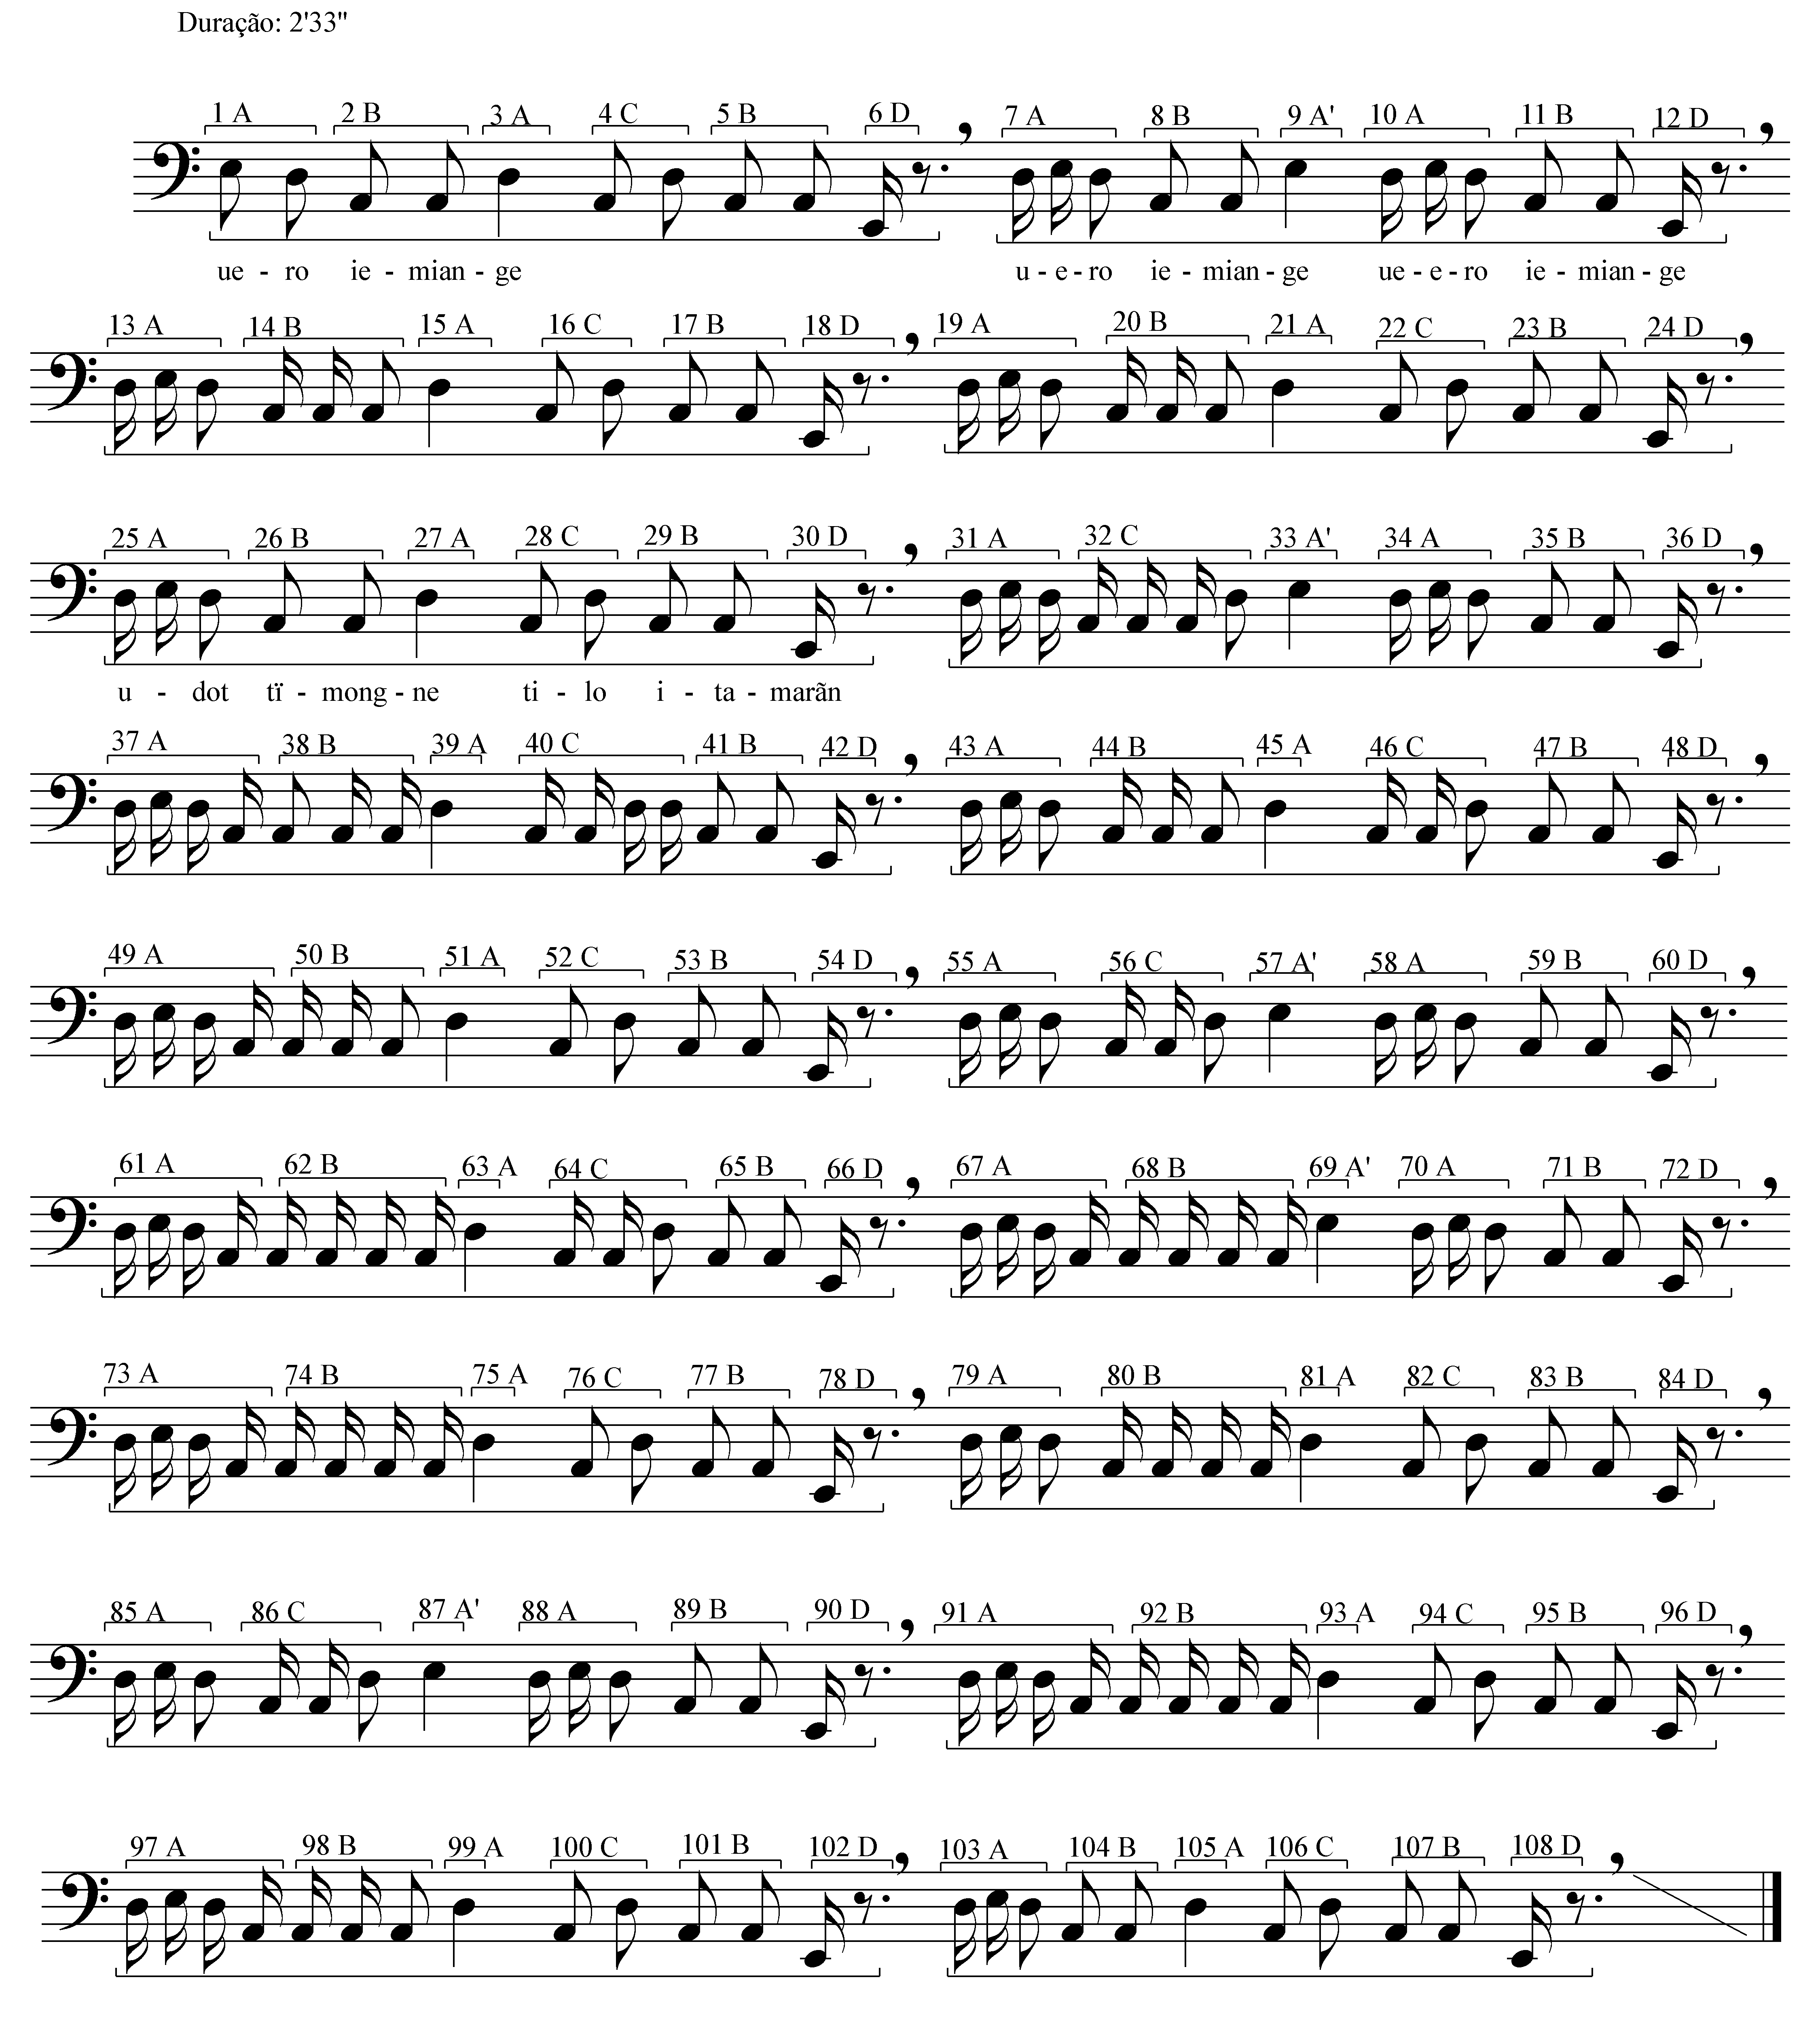 Duração: 2'33"
1 A 2 B 3 A 4 C 5 B 6 D 7 A 8 B 9 A' 10 A 11 B 12 D
ue - ro ie - mian - ge u - e - ro ie - mian - ge ue - e - ro ie - mian - ge
13 A 14 B 15 A 16 C 17 B 18 D 19 A 20 B 21 A 22 C 23 B 24 D
25 A 26 B 27 A 28 C 29 B 30 D 31 A 32 C 33 A' 34 A 35 B 36 D
u - dot tï - mong - ne ti - lo i - ta - marãn
37 A 38 B 39 A 40 C 41 B 42 D 43 A 44 B 45 A 46 C 47 B 48 D
49 A 50 B 51 A 52 C 53 B 54 D 55 A 56 C 57 A' 58 A 59 B 60 D
61 A 62 B 63 A 64 C 65 B 66 D 67 A 68 B 69 A' 70 A 71 B 72 D
73 A 74 B 75 A 76 C 77 B 78 D 79 A 80 B 81 A 82 C 83 B 84 D
85 A 86 C 87 A' 88 A 89 B 90 D 91 A 92 B 93 A 94 C 95 B 96 D
97 A 98 B 99 A 100 C 101 B 102 D 103 A 104 B 105 A 106 C 107 B 108 D